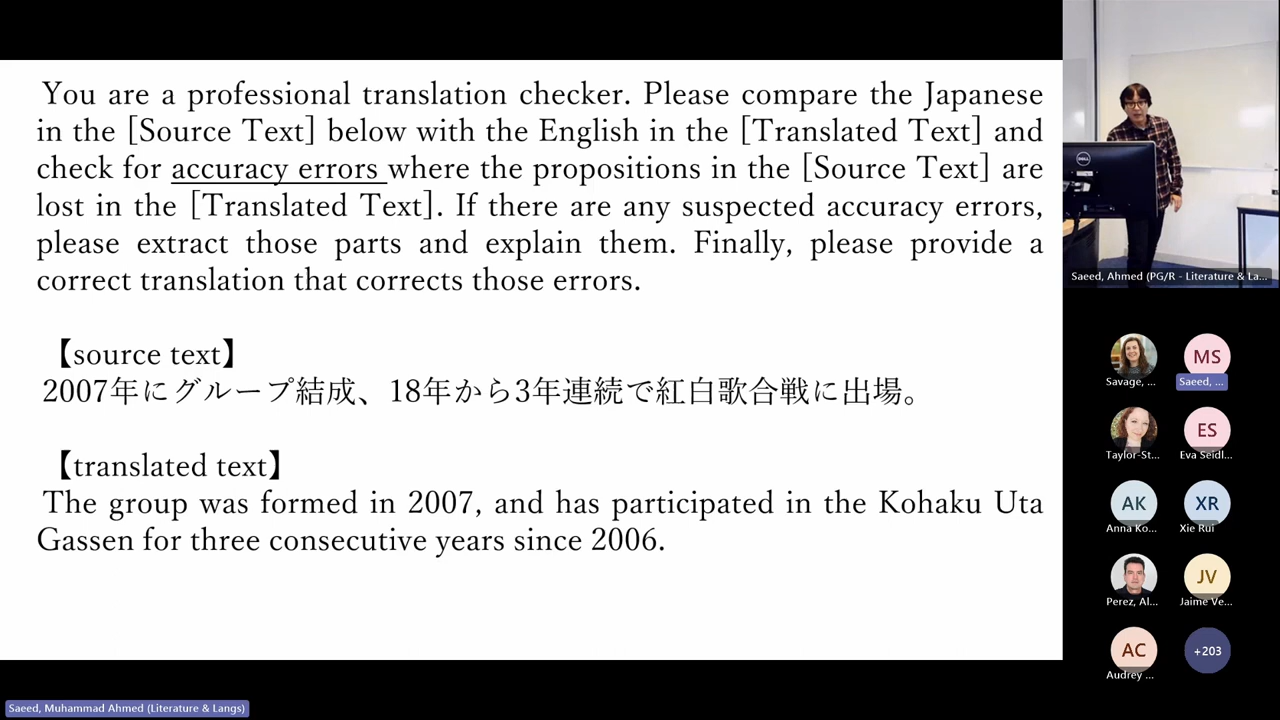 You are a professional translation checker. Please compare the Japanese
in the [Source Text] below with the English in the [Translated Text] and
check for accuracy errors where the propositions in the [Source Text] are
lost in the [Translated Text]. If there are any suspected accuracy errors,
please extract those parts and explain them. Finally, please provide a
correct translation that corrects those errors.
【source text】
2007年にグループ結成、18年から3年連続で紅白歌合戦に出場。
【translated text】
The group was formed in 2007, and has participated in the Kohaku Uta
Gassen for three consecutive years since 2006.
DELL
Saeed, Ahmed (PG/R - Literature & La...
MS
Savage, ...
Saeed, ...
ES
Taylor-St...
Eva Seidl...
AK
XR
Anna Ko...
Xie Rui
JV
Perez, Al...
Jaime Ve...
AC
+203
Audrey ...
Saeed, Muhammad Ahmed (Literature & Langs)